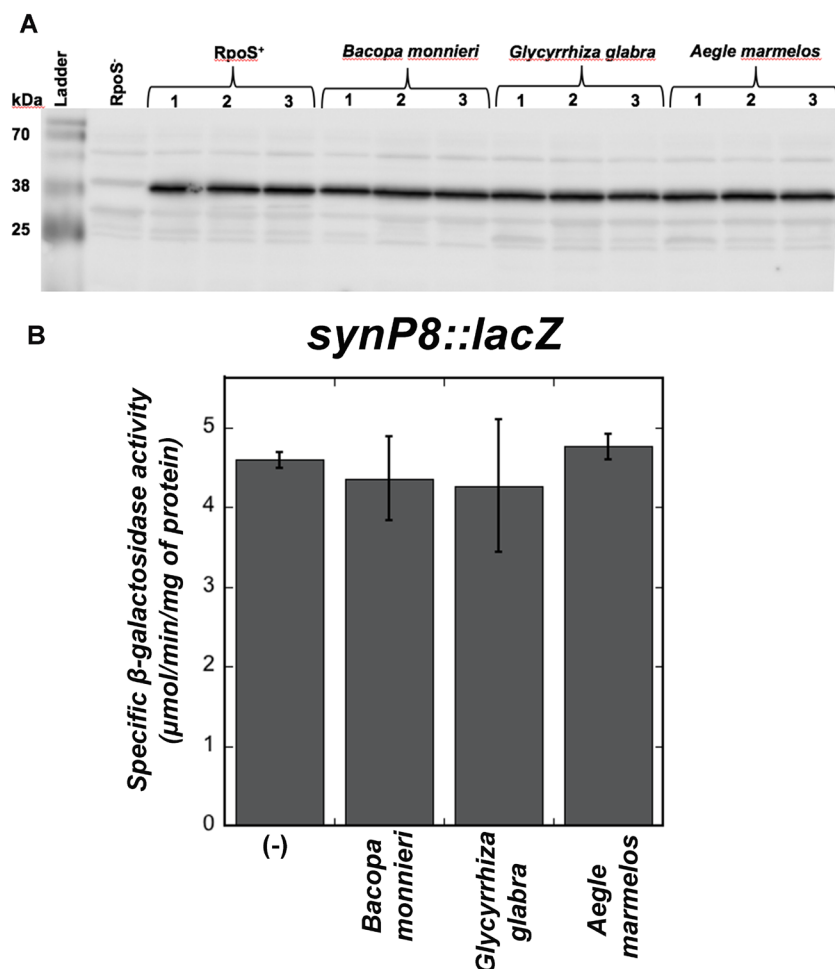 A
kDa
Ladder
RpoS-
RpoS+
Bacopa monnieri
Glycyrrhiza glabra
Aegle marmelos
1 2 3 1 2 3 1 2 3 1 2 3
70
38
25
B
synP8::lacZ
Specific β-galactosidase activity
(µmol/min/mg of protein)
5
4
3
2
1
0
(-)
Bacopa
monnieri
Glycyrrhiza
glabra
Aegle
marmelos